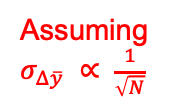 Assuming
σ_Δȳ ∝ 1/√N